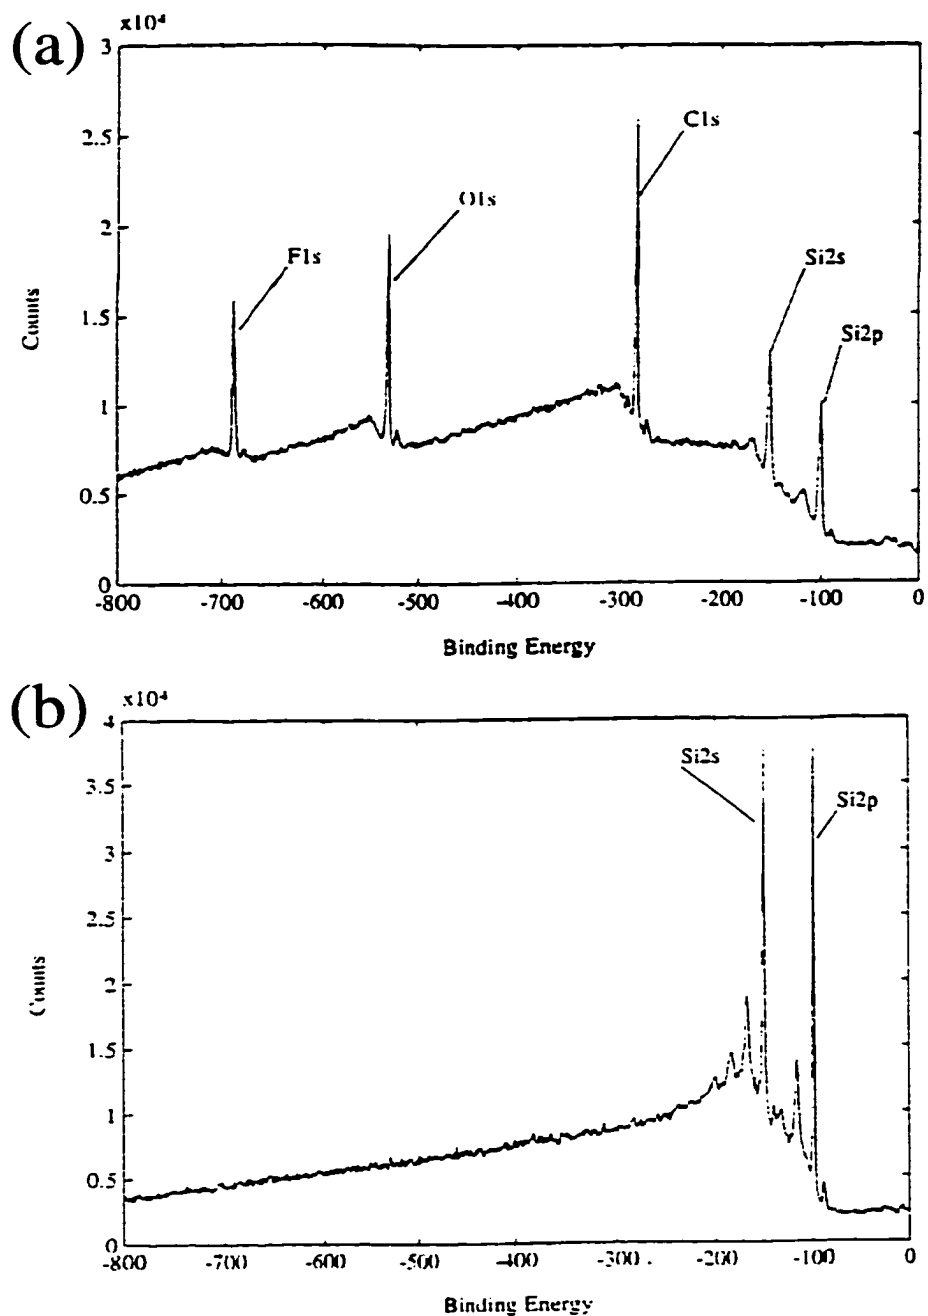 (a)
x10⁴
3
2.5
2
1.5
1
0.5
0
Counts
F1s
O1s
C1s
Si2s
Si2p
-800 -700 -600 -500 -400 -300 -200 -100 0
Binding Energy
(b)
x10⁴
4
3.5
3
2.5
2
1.5
1
0.5
0
Counts
Si2s
Si2p
-800 -700 -600 -500 -400 -300 -200 -100 0
Binding Energy